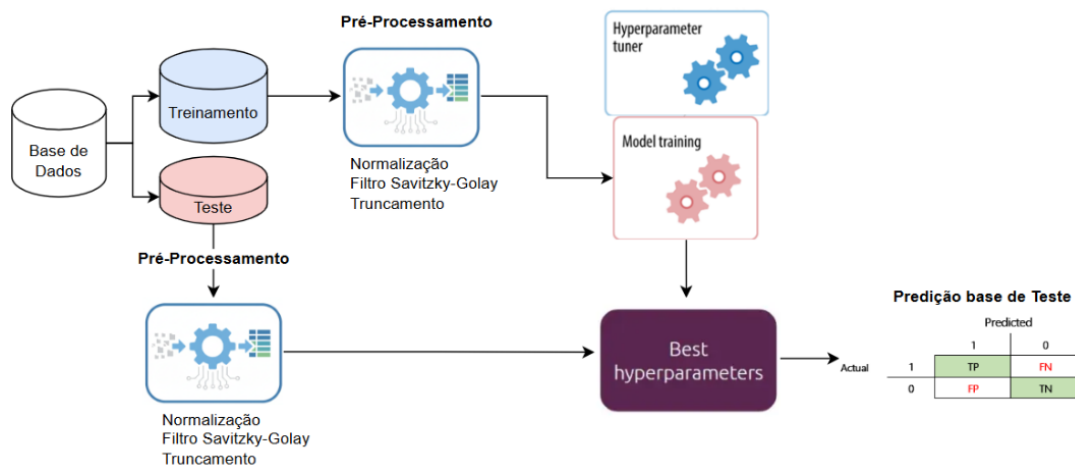 Pré-Processamento
Hyperparameter
tuner
Treinamento
Base de
Dados
Model training
Normalização
Filtro Savitzky-Golay
Truncamento
Teste
Pré-Processamento
Best
hyperparameters
Normalização
Filtro Savitzky-Golay
Truncamento
Predição base de Teste
Predicted
1 0
Actual 1 TP FN
0 FP TN